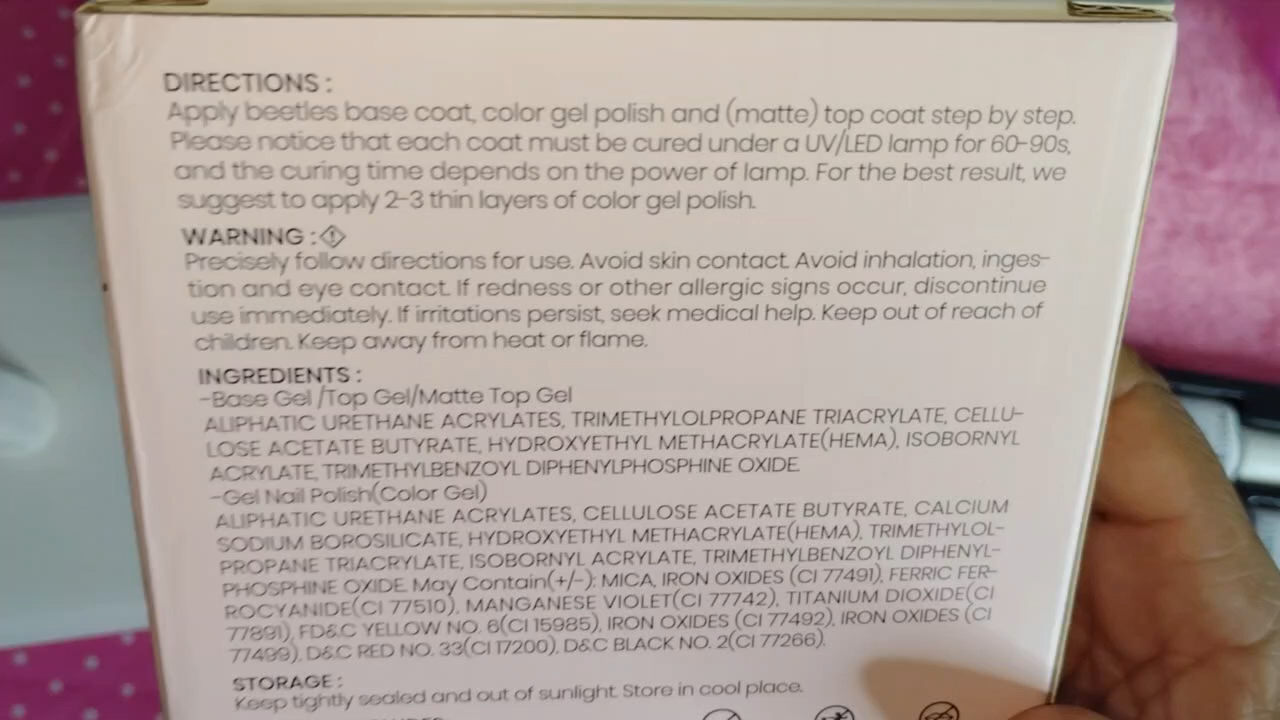 DIRECTIONS :
Apply beetles base coat, color gel polish and (matte) top coat step by step.
Please notice that each coat must be cured under a UV/LED lamp for 60-90s,
and the curing time depends on the power of lamp. For the best result, we
suggest to apply 2-3 thin layers of color gel polish.
WARNING :
Precisely follow directions for use. Avoid skin contact. Avoid inhalation, inges-
tion and eye contact. If redness or other allergic signs occur, discontinue
use immediately. If irritations persist, seek medical help. Keep out of reach of
children. Keep away from heat or flame.
INGREDIENTS :
-Base Gel /Top Gel/Matte Top Gel
ALIPHATIC URETHANE ACRYLATES, TRIMETHYLOLPROPANE TRIACRYLATE, CELLU-
LOSE ACETATE BUTYRATE, HYDROXYETHYL METHACRYLATE(HEMA), ISOBORNYL
ACRYLATE, TRIMETHYLBENZOYL DIPHENYLPHOSPHINE OXIDE.
-Gel Nail Polish(Color Gel)
ALIPHATIC URETHANE ACRYLATES, CELLULOSE ACETATE BUTYRATE, CALCIUM
SODIUM BOROSILICATE, HYDROXYETHYL METHACRYLATE(HEMA), TRIMETHYLOL-
PROPANE TRIACRYLATE, ISOBORNYL ACRYLATE, TRIMETHYLBENZOYL DIPHENYL-
PHOSPHINE OXIDE. May Contain(+/-): MICA, IRON OXIDES (CI 77491), FERRIC FER-
ROCYANIDE(CI 77510), MANGANESE VIOLET(CI 77742), TITANIUM DIOXIDE(CI
77891), FD&C YELLOW NO. 6(CI 15985), IRON OXIDES (CI 77492), IRON OXIDES (CI
77499), D&C RED NO. 33(CI 17200), D&C BLACK NO. 2(CI 77266).
STORAGE :
Keep tightly sealed and out of sunlight. Store in cool place.